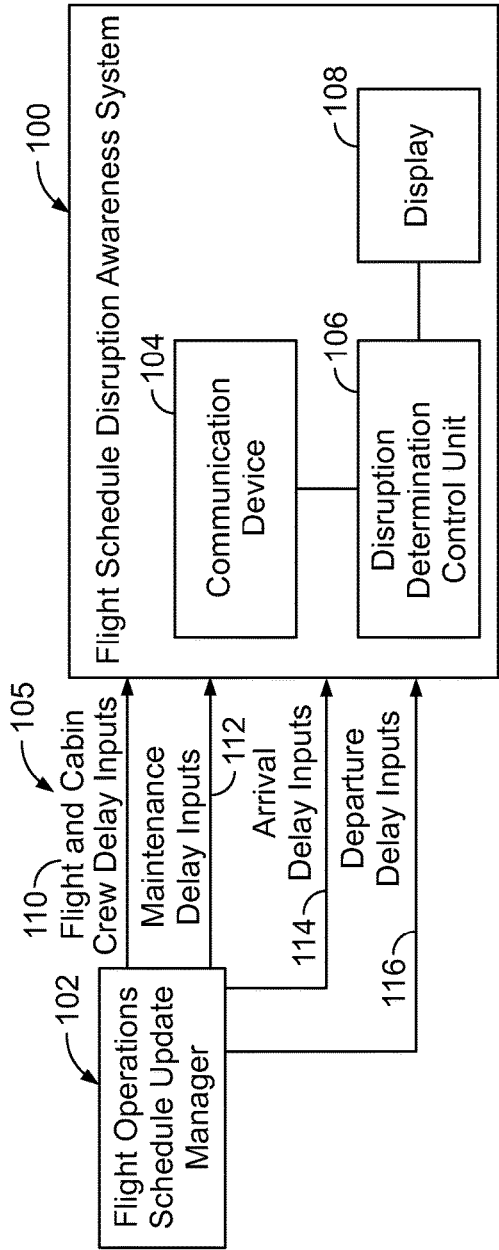 102
Flight Operations
Schedule Update
Manager
105
110
Flight and Cabin
Crew Delay Inputs
Maintenance
Delay Inputs
112
Arrival
Delay Inputs
114
Departure
Delay Inputs
116
100
Flight Schedule Disruption Awareness System
104
Communication
Device
106
Disruption
Determination
Control Unit
108
Display